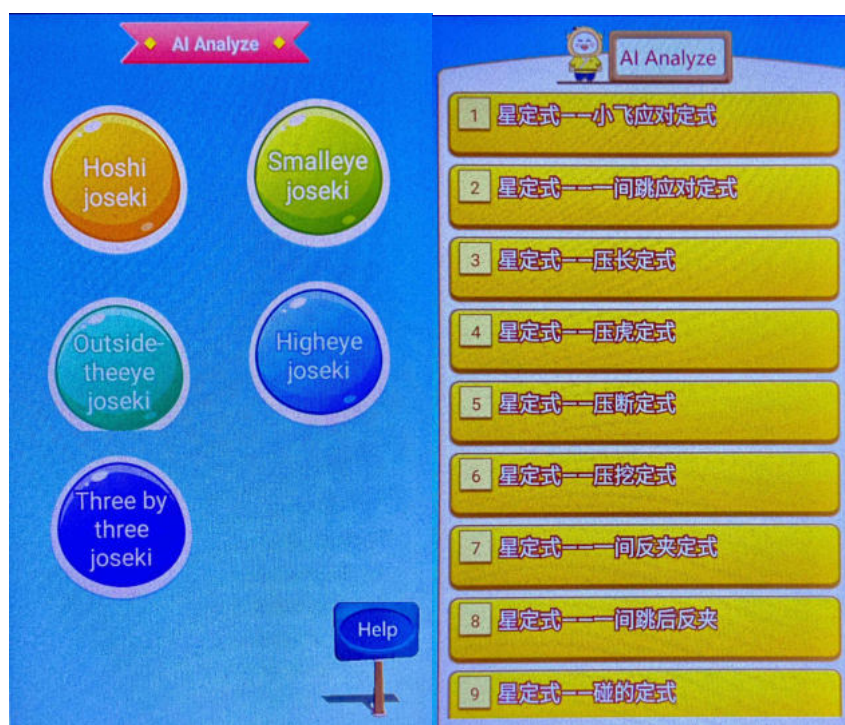 AI Analyze
Hoshi
joseki
Smalleye
joseki
Outside-
theeye
joseki
Higheye
joseki
Three by
three
joseki
Help
AI Analyze
1 星定式——小飞应对定式
2 星定式——一间跳应对定式
3 星定式——压长定式
4 星定式——压虎定式
5 星定式——压断定式
6 星定式——压挖定式
7 星定式——一间反夹定式
8 星定式——一间跳后反夹
9 星定式——碰的定式